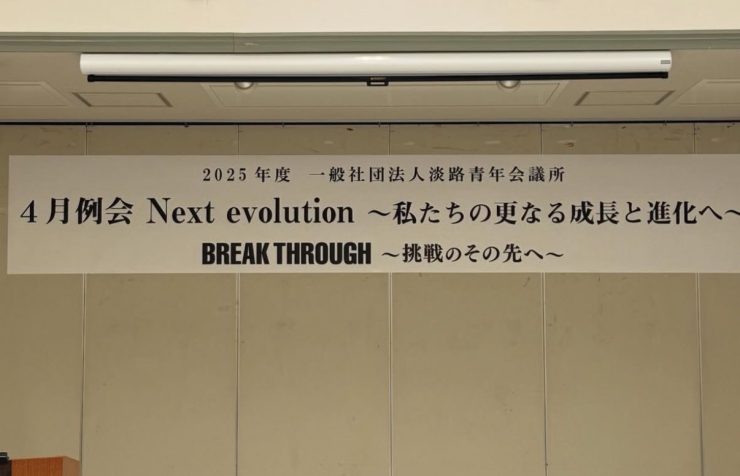 2025年度　一般社団法人淡路青年会議所
４月例会 Next evolution ～私たちの更なる成長と進化へ～
BREAK THROUGH ～挑戦のその先へ～